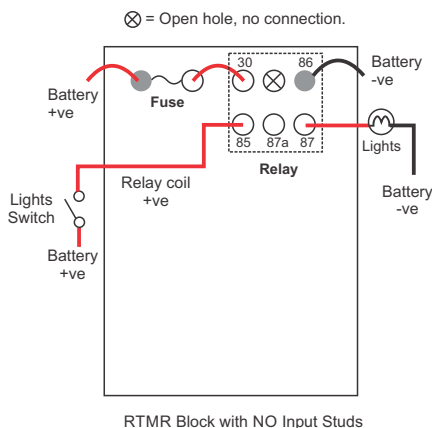 ⊗ = Open hole, no connection.
30
86
Battery
-ve
Battery
+ve
Fuse
85
87a
87
Lights
Relay
Relay coil
+ve
Battery
-ve
Lights
Switch
Battery
+ve
RTMR Block with NO Input Studs